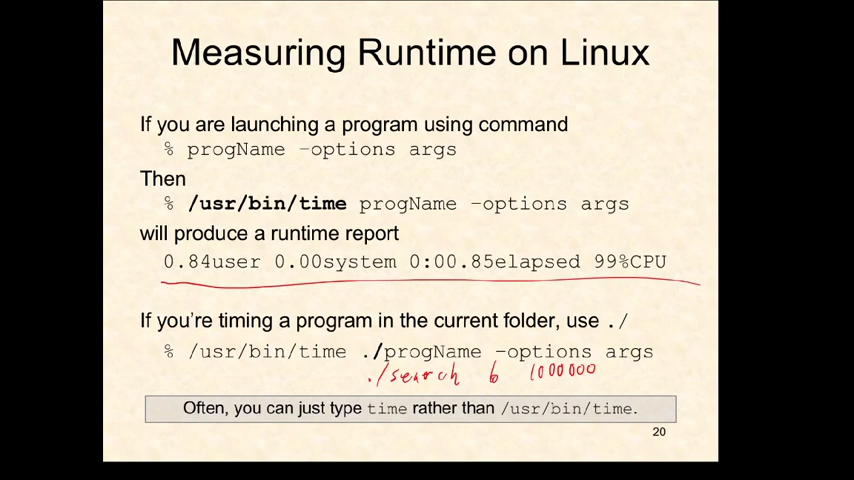 Measuring Runtime on Linux
If you are launching a program using command
% progName –options args
Then
% /usr/bin/time progName –options args
will produce a runtime report
0.84user 0.00system 0:00.85elapsed 99%CPU
If you're timing a program in the current folder, use ./
% /usr/bin/time ./progName –options args
./search b 1000000
Often, you can just type time rather than /usr/bin/time.
20